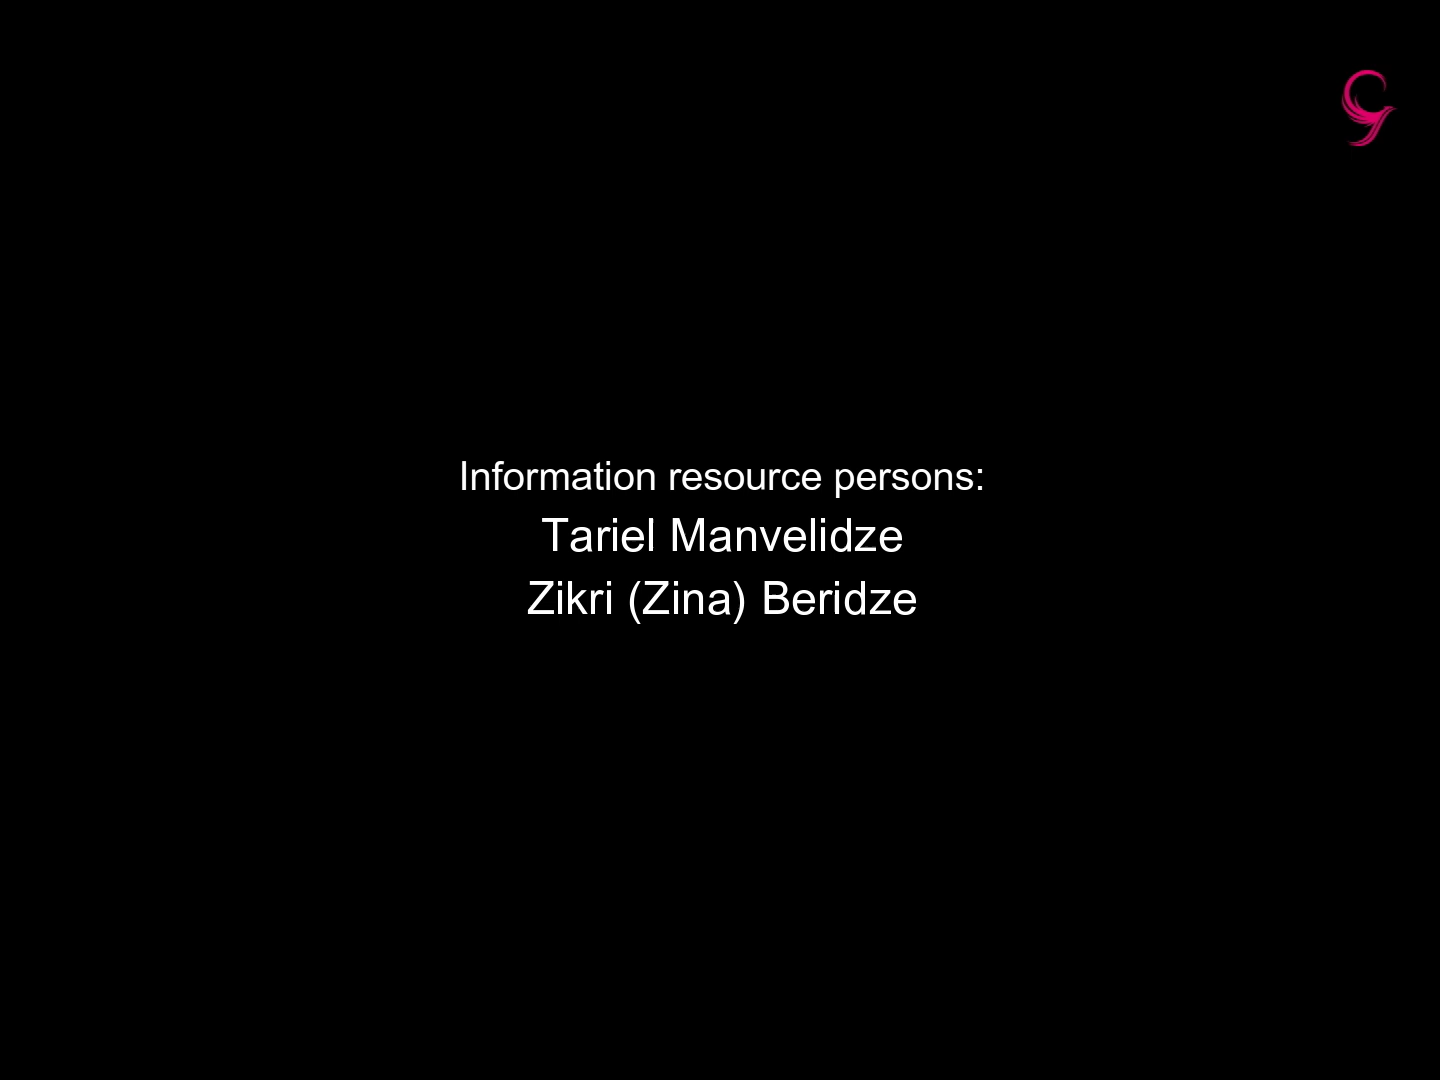 Information resource persons:
Tariel Manvelidze
Zikri (Zina) Beridze